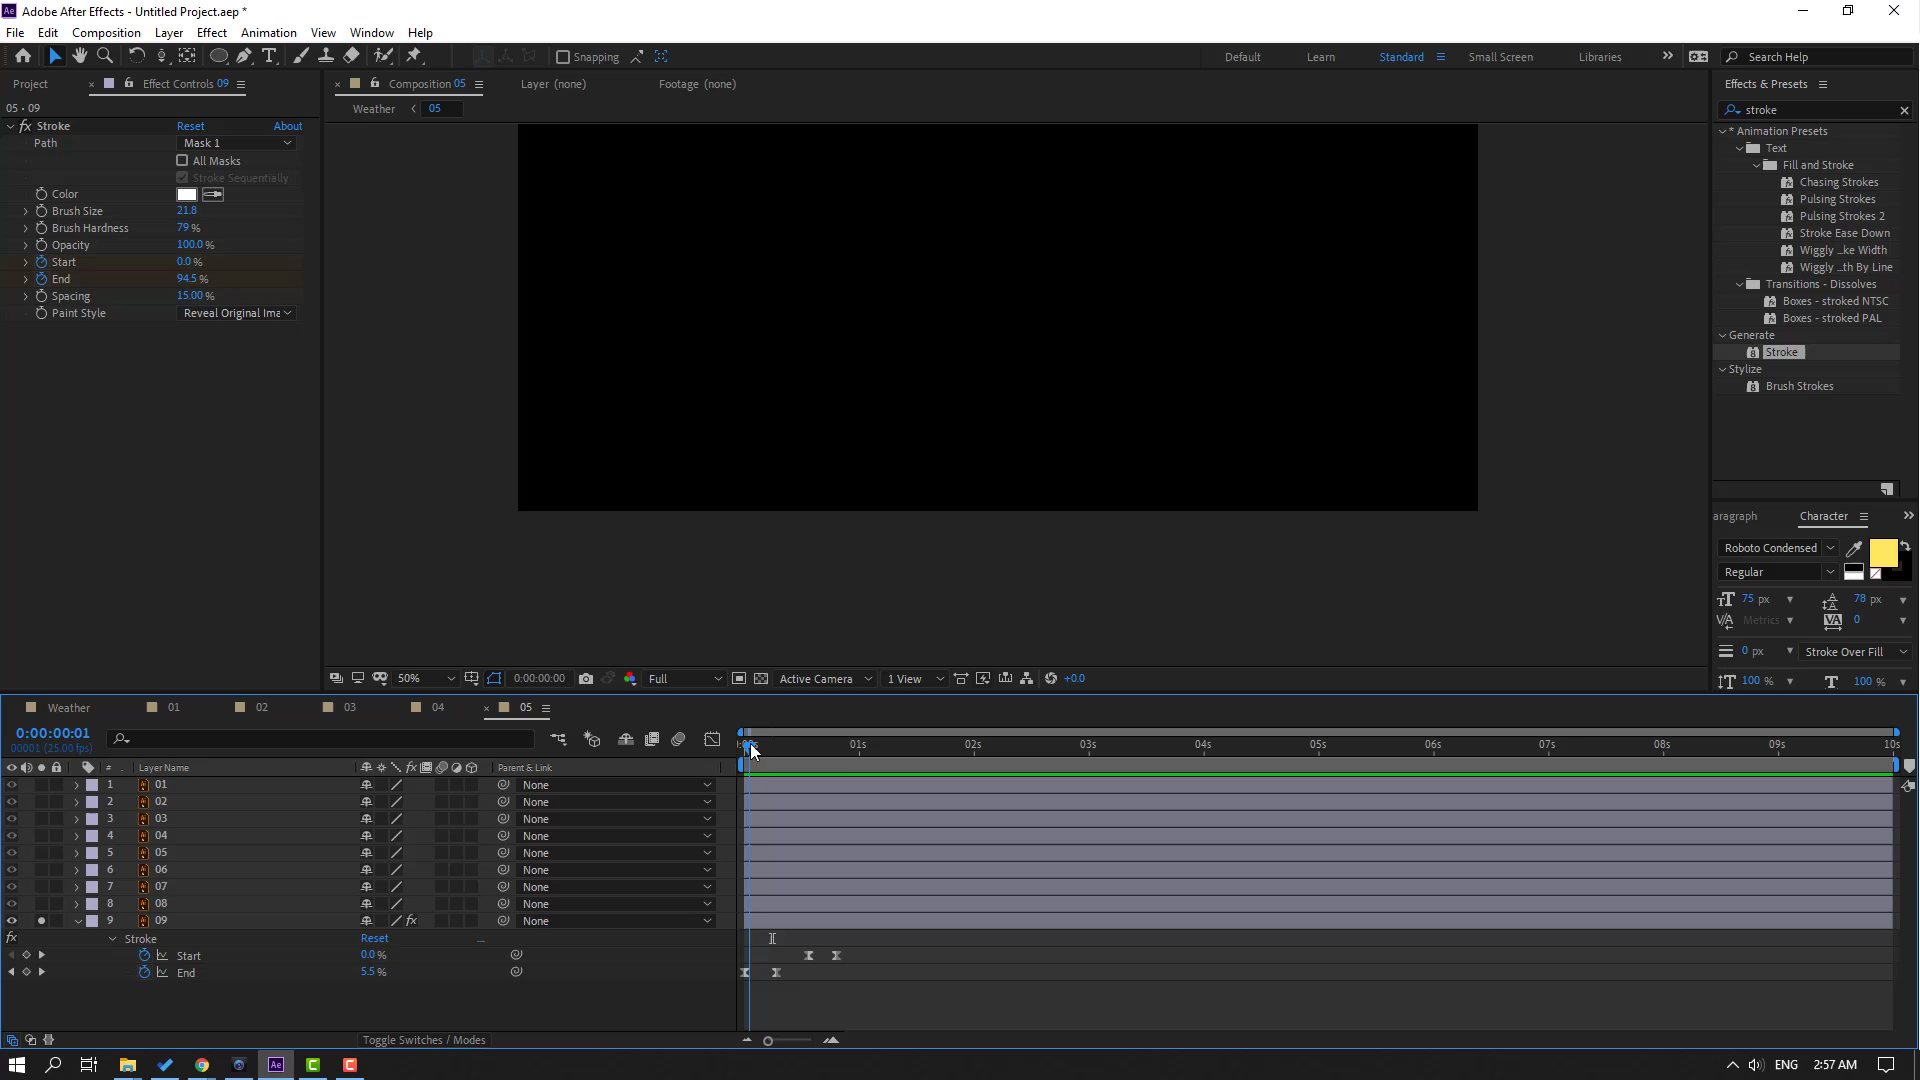 Adobe After Effects - Untitled Project.aep *
File Edit Composition Layer Effect Animation View Window Help
Snapping Default Learn Standard Small Screen Libraries Search Help
Project Effect Controls 09 Composition 05 Layer (none) Footage (none) Effects & Presets
05 • 09 Weather 05 stroke
Stroke Reset About
Path Mask 1
All Masks
Stroke Sequentially
Color
Brush Size 21.8
Brush Hardness 79 %
Opacity 100.0 %
Start 0.0 %
End 94.5 %
Spacing 15.00 %
Paint Style Reveal Original Ima
* Animation Presets
Text
Fill and Stroke
Chasing Strokes
Pulsing Strokes
Pulsing Strokes 2
Stroke Ease Down
Wiggly ...ke Width
Wiggly ...th By Line
Transitions - Dissolves
Boxes - stroked NTSC
Boxes - stroked PAL
Generate
Stroke
Stylize
Brush Strokes
aragraph Character
Roboto Condensed
Regular
75 px 78 px
Metrics 0
0 px Stroke Over Fill
100 % 100 %
50% 0:00:00:00 Full Active Camera 1 View +0.0
Weather 01 02 03 04 05
0:00:00:01
00001 (25.00 fps)
01s 02s 03s 04s 05s 06s 07s 08s 09s 10s
# Layer Name fx Parent & Link
1 01 None
2 02 None
3 03 None
4 04 None
5 05 None
6 06 None
7 07 None
8 08 None
9 09 fx None
fx Stroke Reset
Start 0.0 %
End 5.5 %
Toggle Switches / Modes
Ae ENG 2:57 AM